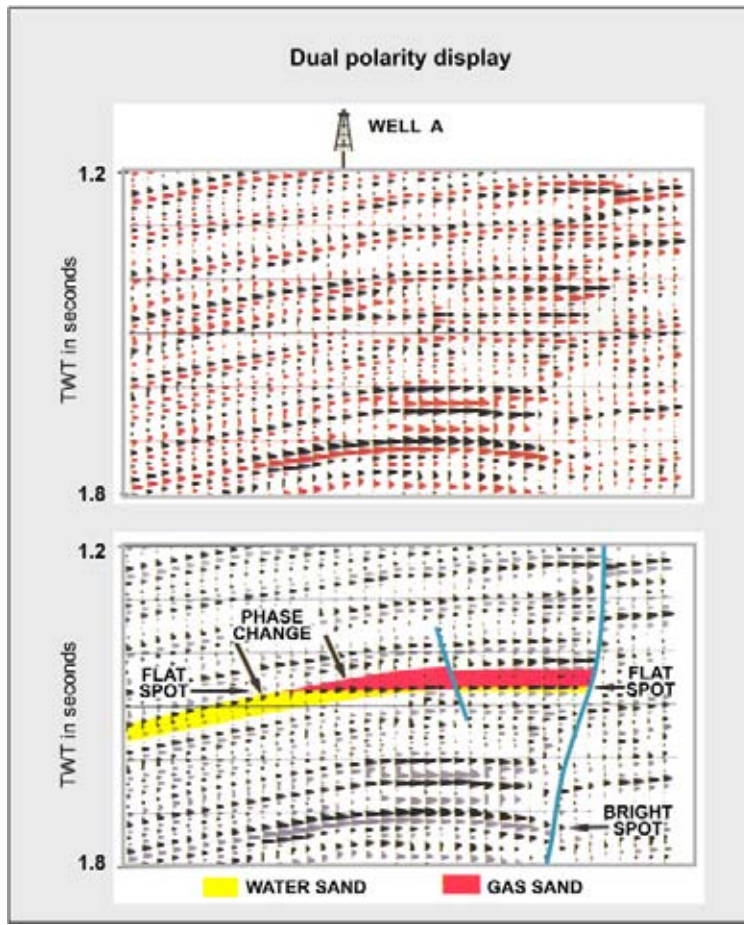 Dual polarity display
WELL A
1.2
TWT in seconds
1.8
1.2
PHASE
CHANGE
FLAT
SPOT
FLAT
SPOT
TWT in seconds
BRIGHT
SPOT
1.8
WATER SAND
GAS SAND